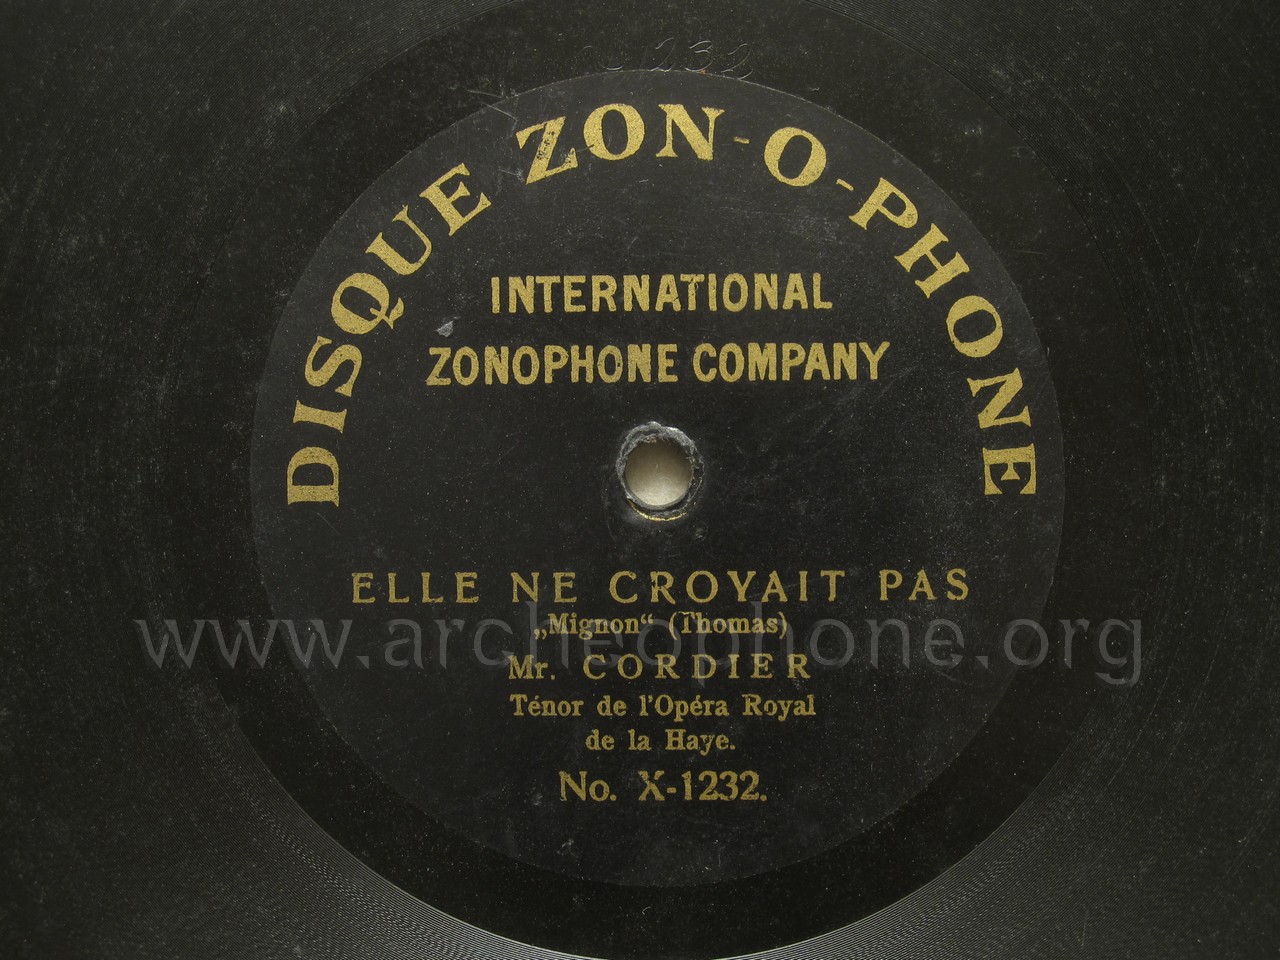 1232
DISQUE ZON-O-PHONE
INTERNATIONAL
ZONOPHONE COMPANY
ELLE NE CROYAIT PAS
„Mignon“ (Thomas)
www.archeophone.org
Mr. CORDIER
Ténor de l'Opéra Royal
de la Haye.
No. X-1232.